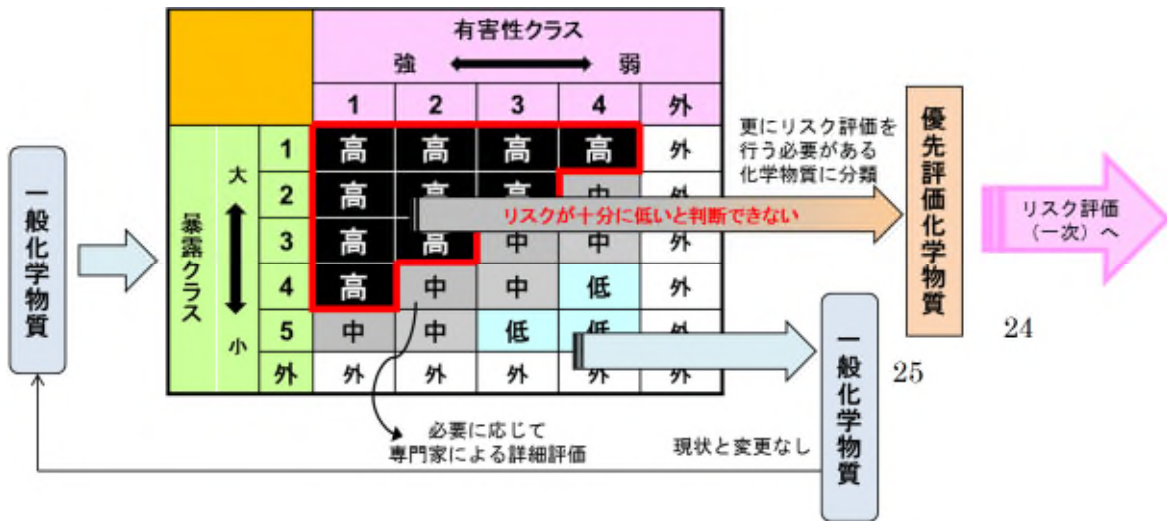 有害性クラス
強 弱
1 2 3 4 外
一般化学物質
暴露クラス
大
小
1 高 高 高 高 外
2 高 高 高 中 外
3 高 高 中 中 外
4 高 中 中 低 外
5 中 中 低 低 外
外 外 外 外 外 外
リスクが十分に低いと判断できない
更にリスク評価を
行う必要がある
化学物質に分類
優先評価化学物質
リスク評価
(一次)へ
24
一般化学物質
25
必要に応じて
専門家による詳細評価
現状と変更なし